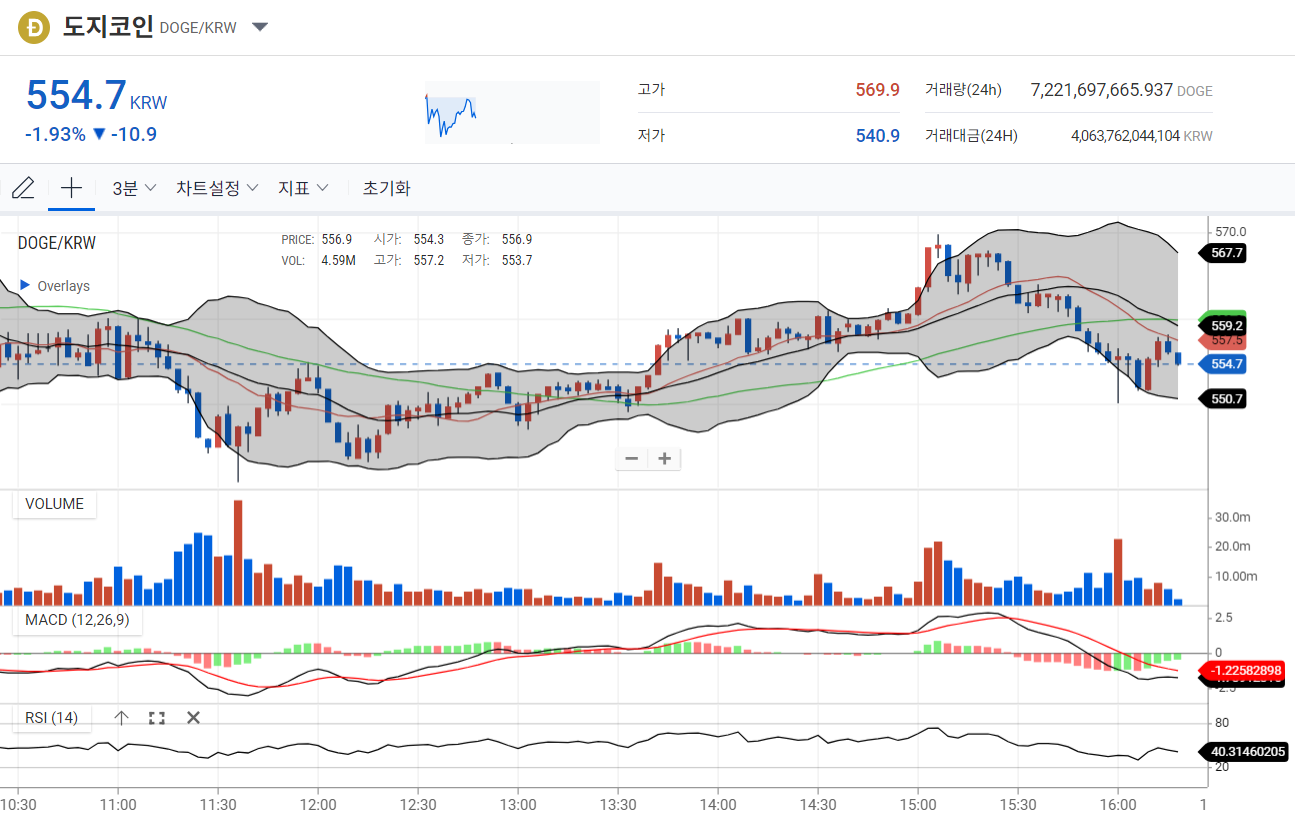 도지코인 DOGE/KRW
554.7 KRW
-1.93% ▼ -10.9
고가 569.9
저가 540.9
거래량(24h) 7,221,697,665.937 DOGE
거래대금(24H) 4,063,762,044,104 KRW
3분 차트설정 지표 초기화
DOGE/KRW
PRICE: 556.9 시가: 554.3 종가: 556.9
VOL: 4.59M 고가: 557.2 저가: 553.7
Overlays
570.0
567.7
559.2
557.5
554.7
550.7
VOLUME
30.0m
20.0m
10.00m
MACD (12,26,9)
2.5
0
-1.22582898
-2.5
RSI (14)
80
40.31460205
20
10:30 11:00 11:30 12:00 12:30 13:00 13:30 14:00 14:30 15:00 15:30 16:00 1